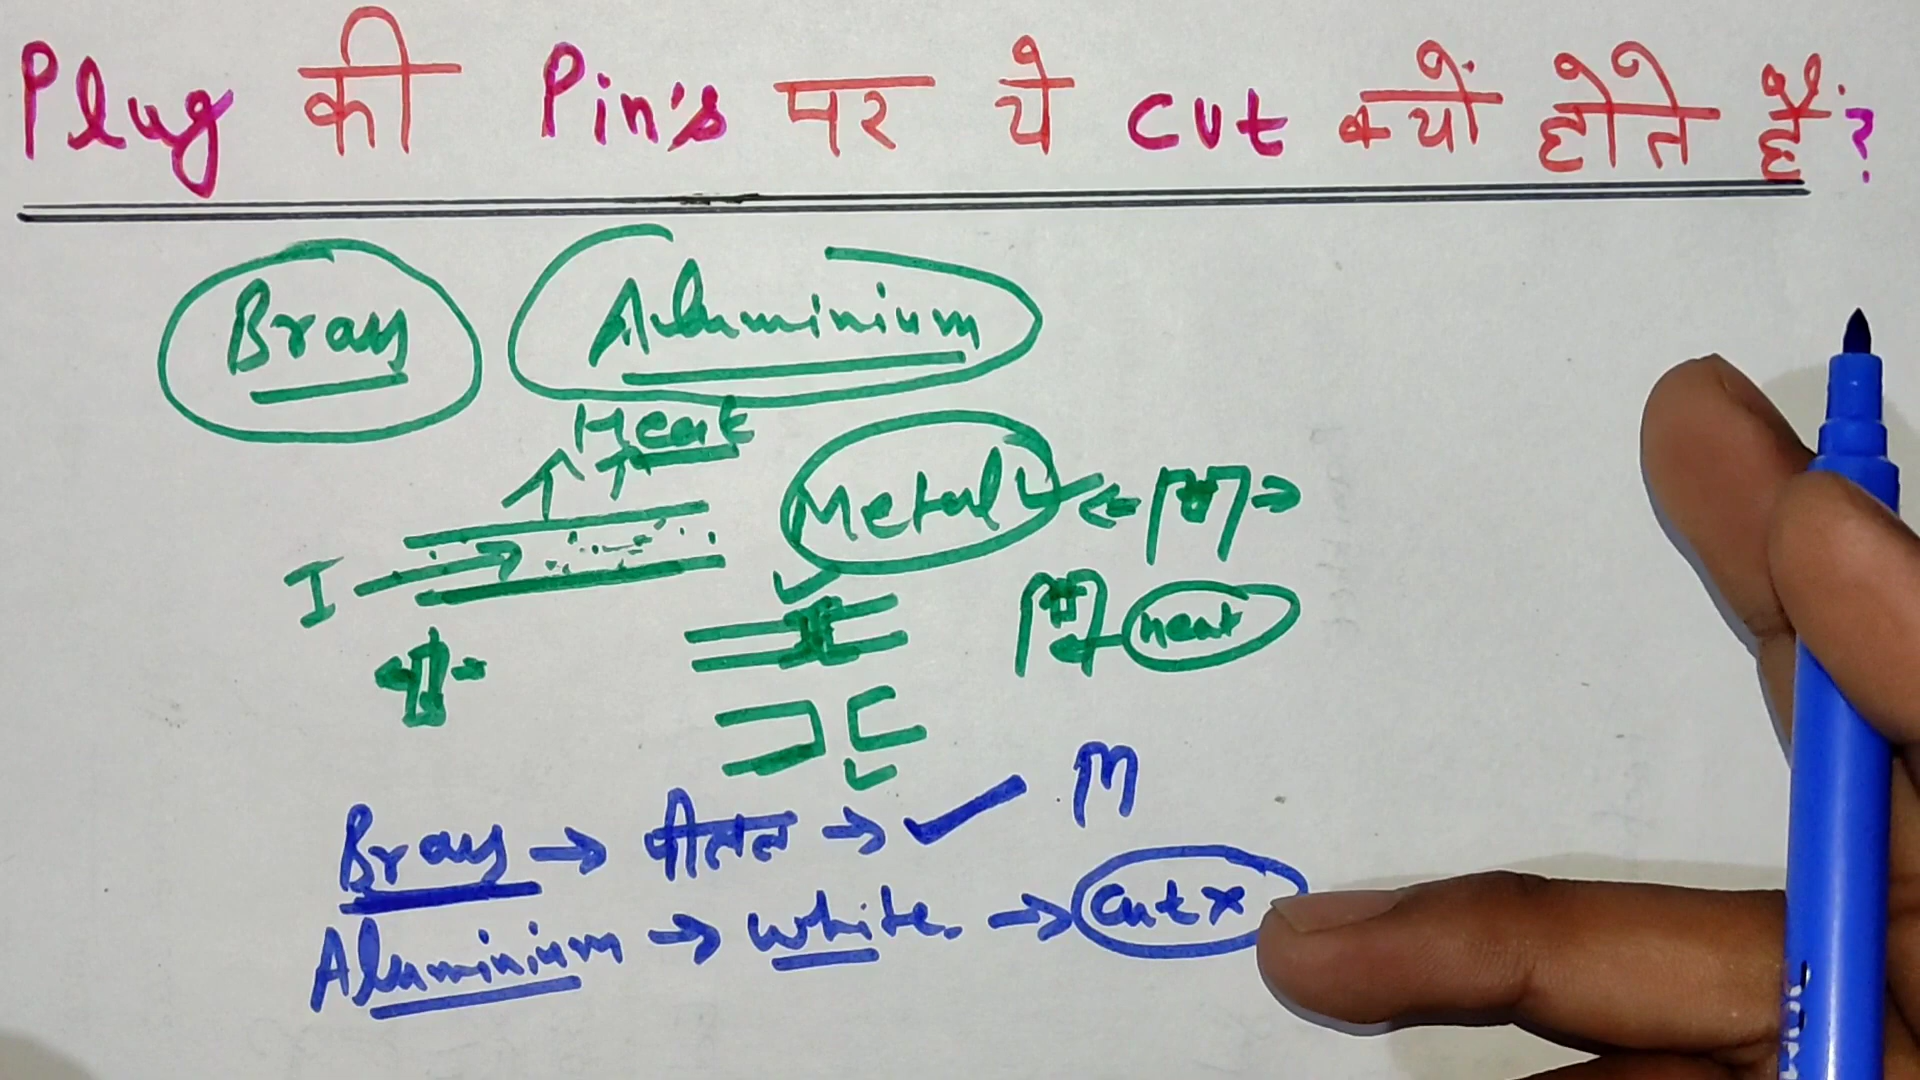 Plug की Pin's पर ये cut क्यों होते हैं?
Brass Aluminium
Heat
Metal
I
Heat
Brass → पीतल → ✓
Aluminium → white. → cut x